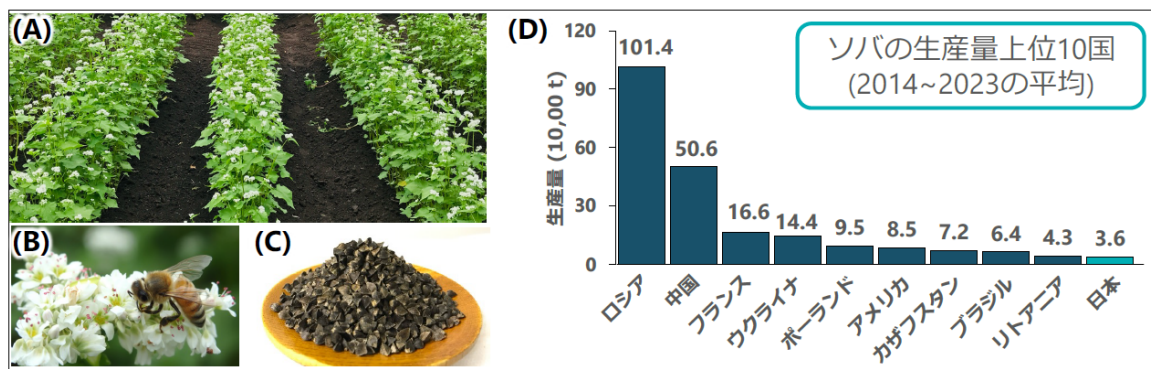 (A)
(B)
(C)
(D)
ソバの生産量上位10国
(2014~2023の平均)
生産量 (10,00 t)
120
90
60
30
0
101.4
50.6
16.6
14.4
9.5
8.5
7.2
6.4
4.3
3.6
ロシア
中国
フランス
ウクライナ
ポーランド
アメリカ
カザフスタン
ブラジル
リトアニア
日本